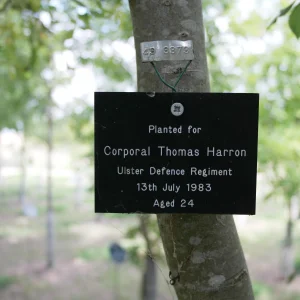 Planted for
Corporal Thomas Harron
Ulster Defence Regiment
13th July 1983
Aged 24